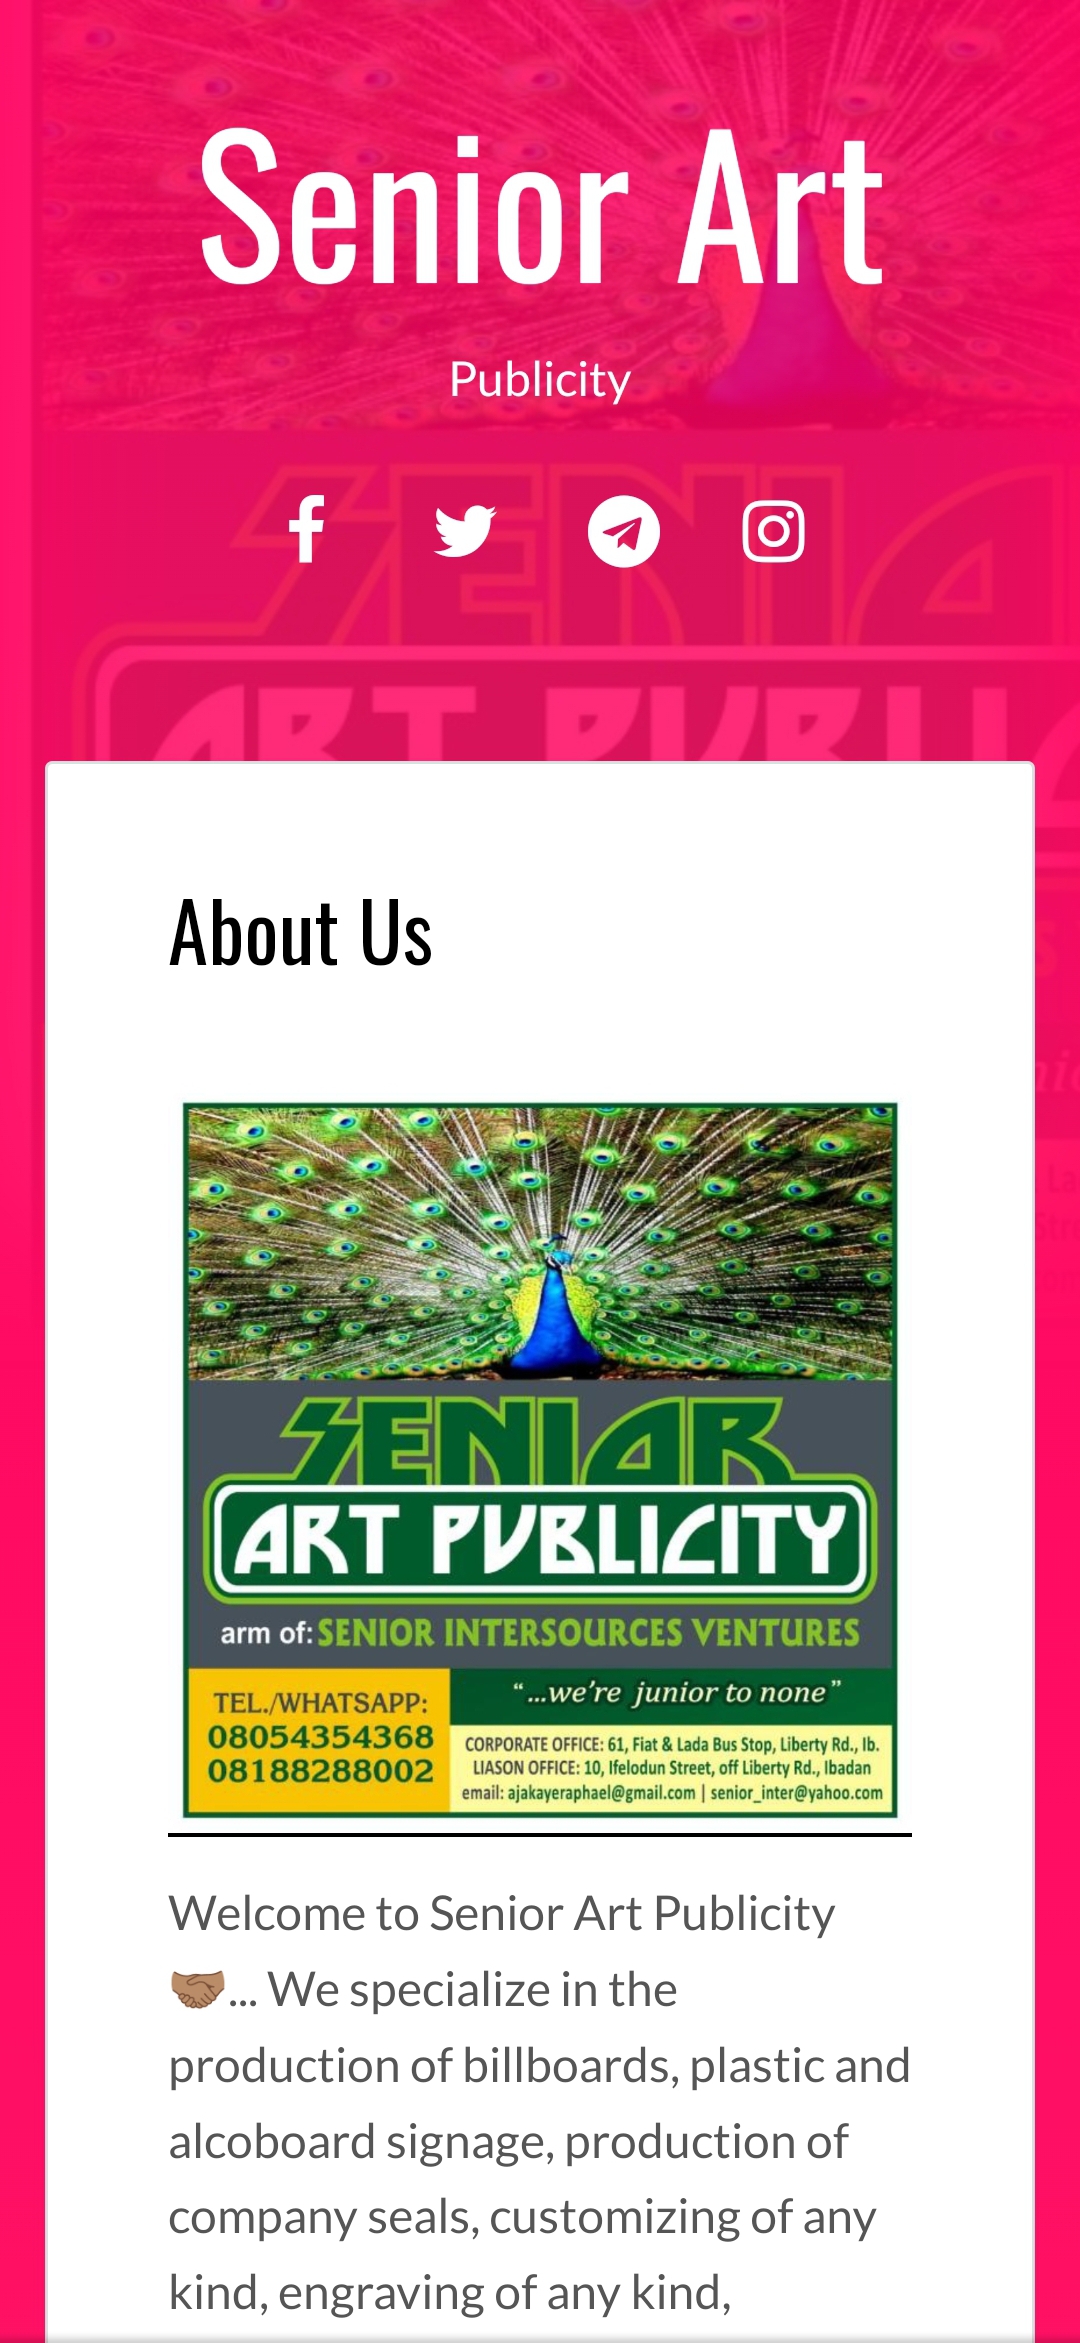 Senior Art
Publicity
About Us
SENIOR
ART PUBLICITY
arm of: SENIOR INTERSOURCES VENTURES
TEL./WHATSAPP:
08054354368
08188288002
“...we’re junior to none”
CORPORATE OFFICE: 61, Fiat & Lada Bus Stop, Liberty Rd., Ib.
LIASON OFFICE: 10, Ifelodun Street, off Liberty Rd., Ibadan
email: ajakayeraphael@gmail.com | senior_inter@yahoo.com
Welcome to Senior Art Publicity
🤝🏽... We specialize in the
production of billboards, plastic and
alcoboard signage, production of
company seals, customizing of any
kind, engraving of any kind,